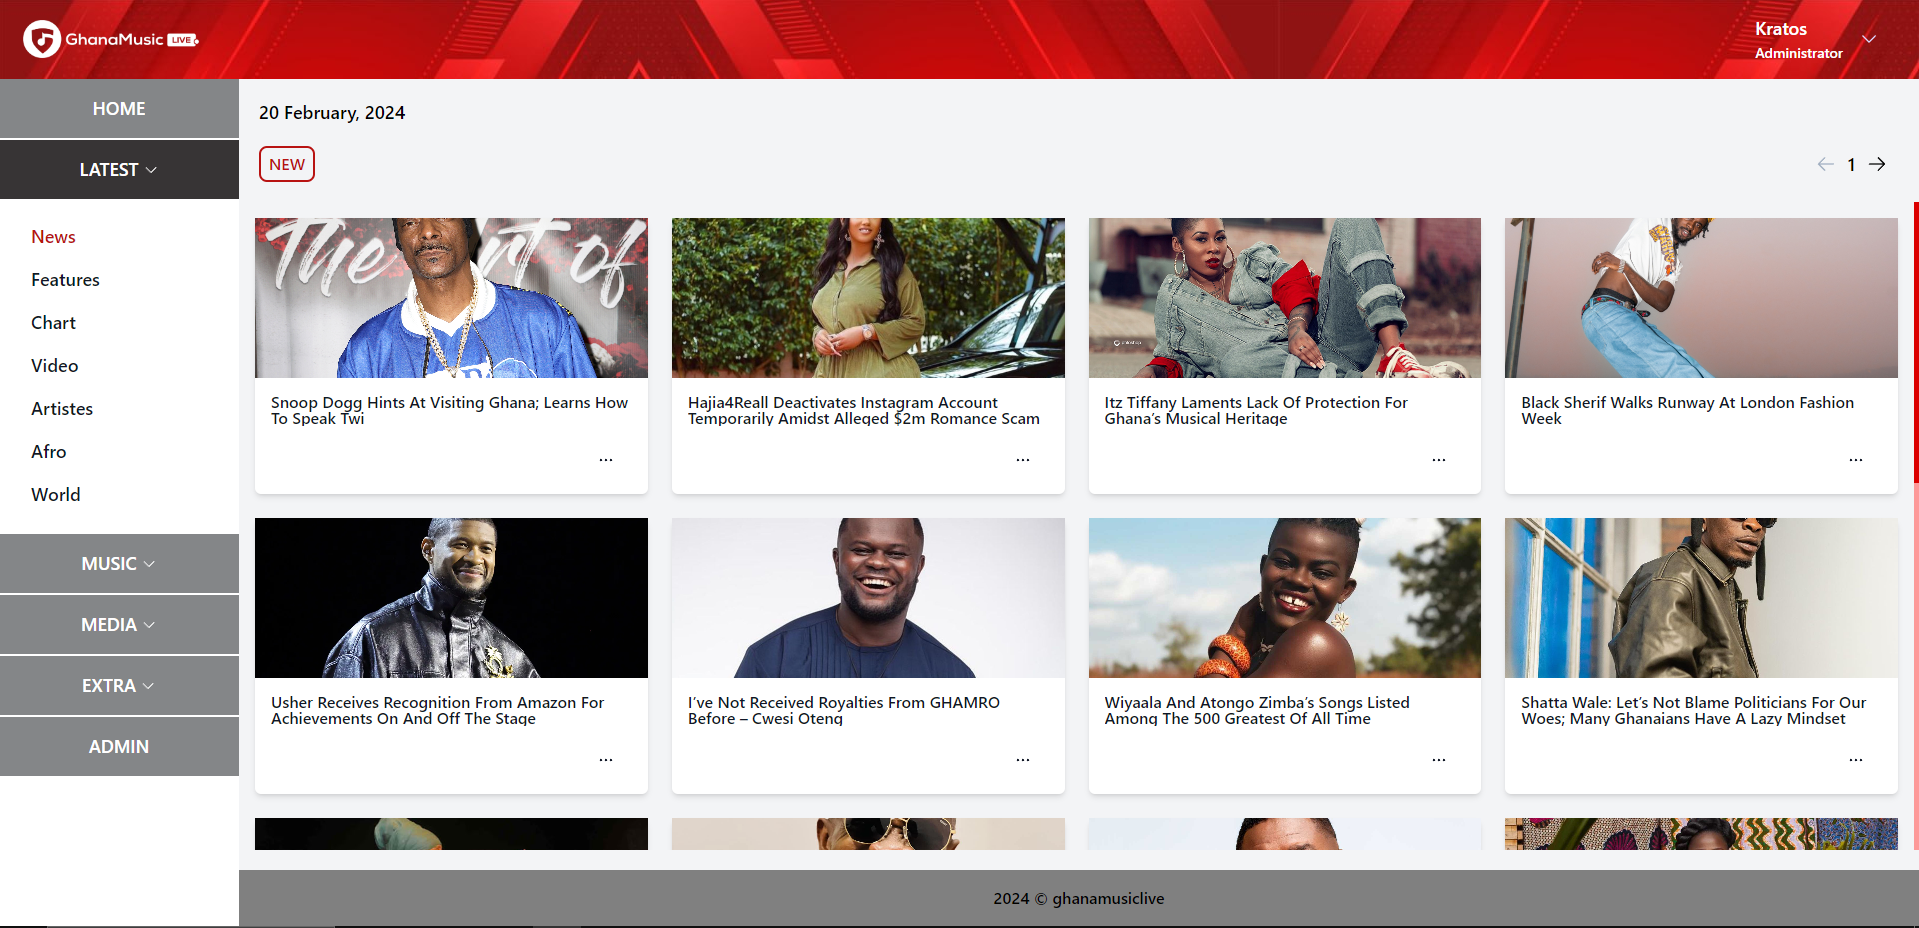 GhanaMusic LIVE
Kratos
Administrator
HOME
LATEST
News
Features
Chart
Video
Artistes
Afro
World
MUSIC
MEDIA
EXTRA
ADMIN
20 February, 2024
NEW
1
The Art of
Snoop Dogg Hints At Visiting Ghana; Learns How
To Speak Twi
...
Hajia4Reall Deactivates Instagram Account
Temporarily Amidst Alleged $2m Romance Scam
...
Itz Tiffany Laments Lack Of Protection For
Ghana’s Musical Heritage
...
Black Sherif Walks Runway At London Fashion
Week
...
Usher Receives Recognition From Amazon For
Achievements On And Off The Stage
...
I’ve Not Received Royalties From GHAMRO
Before – Cwesi Oteng
...
Wiyaala And Atongo Zimba’s Songs Listed
Among The 500 Greatest Of All Time
...
Shatta Wale: Let’s Not Blame Politicians For Our
Woes; Many Ghanaians Have A Lazy Mindset
...
2024 © ghanamusiclive